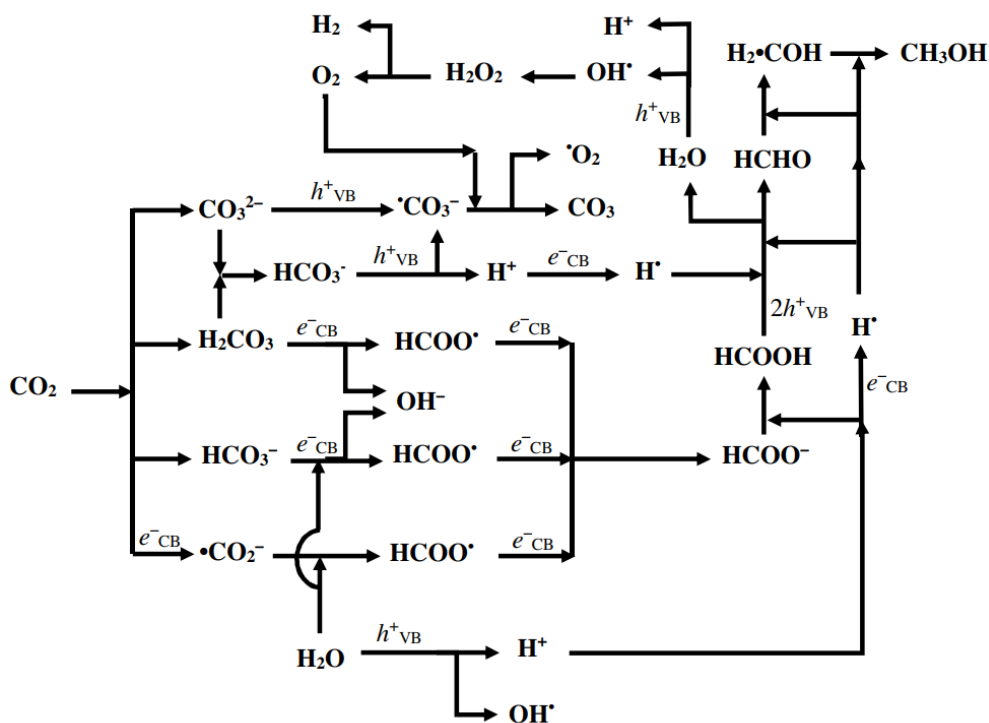 H₂ H⁺ H₂•COH CH₃OH
O₂ H₂O₂ OH•
h⁺VB
•O₂ H₂O HCHO
CO₃²⁻ h⁺VB •CO₃⁻ CO₃
HCO₃⁻ h⁺VB H⁺ e⁻CB H•
2h⁺VB
H₂CO₃ e⁻CB HCOO• e⁻CB HCOOH H•
CO₂ OH⁻ e⁻CB
HCO₃⁻ e⁻CB HCOO• e⁻CB HCOO⁻
e⁻CB •CO₂⁻ HCOO• e⁻CB
H₂O h⁺VB H⁺
OH•